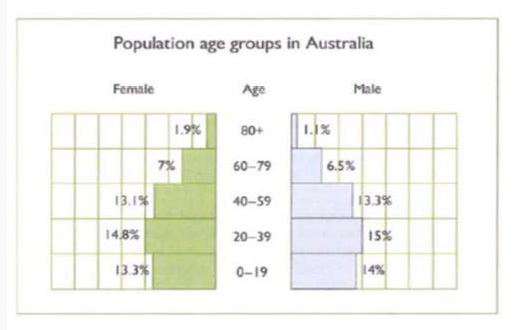 Population age groups in Australia
Female Age Male
1.9% 80+ 1.1%
7% 60–79 6.5%
13.1% 40–59 13.3%
14.8% 20–39 15%
13.3% 0–19 14%